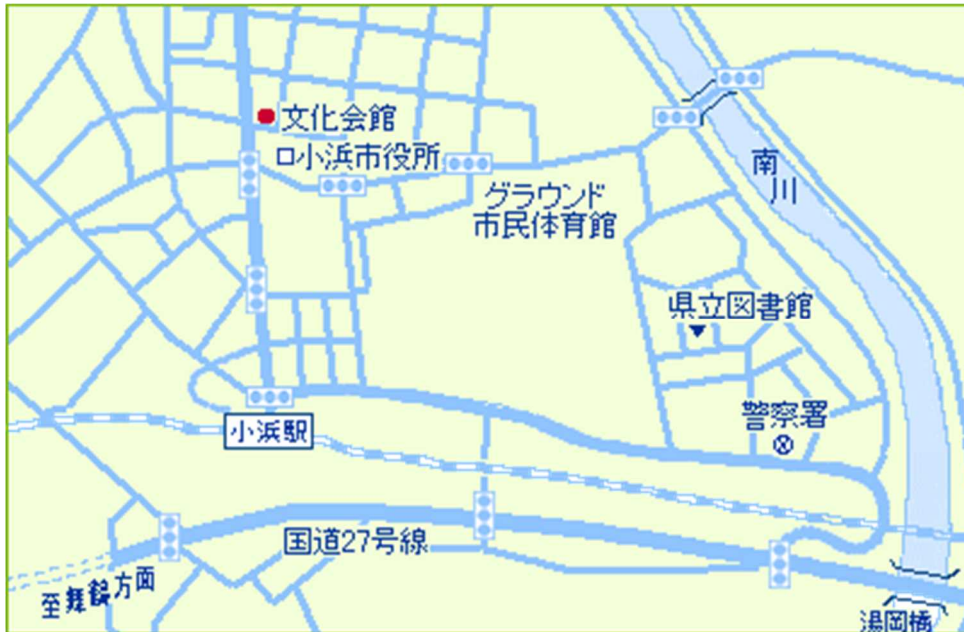 文化会館
小浜市役所
グラウンド
市民体育館
南
川
県立図書館
警察署
小浜駅
国道27号線
至舞鶴方面
湯岡橋